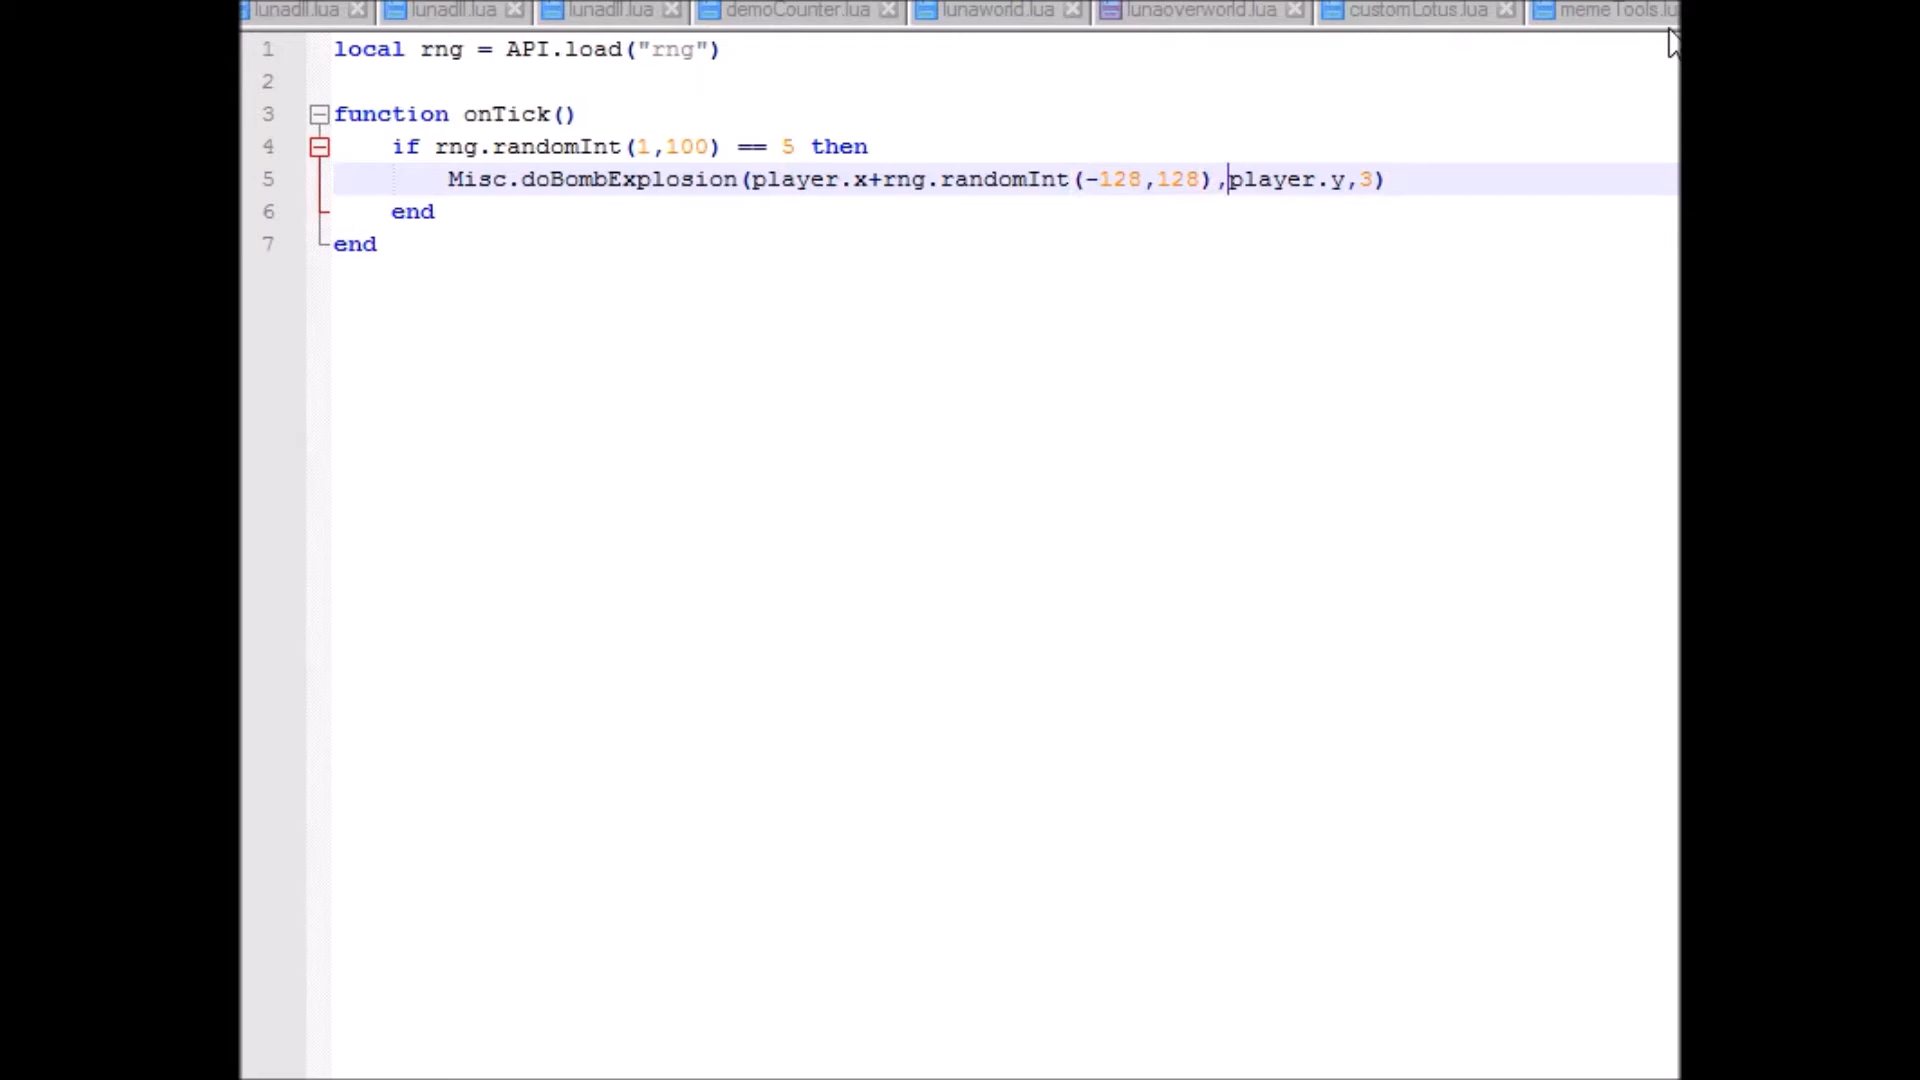 lunadll.lua lunadll.lua lunadll.lua demoCounter.lua lunaworld.lua lunaoverworld.lua customLotus.lua memeTools.lu
1 local rng = API.load("rng")
2
3 function onTick()
4 if rng.randomInt(1,100) == 5 then
5 Misc.doBombExplosion(player.x+rng.randomInt(-128,128),player.y,3)
6 end
7 end